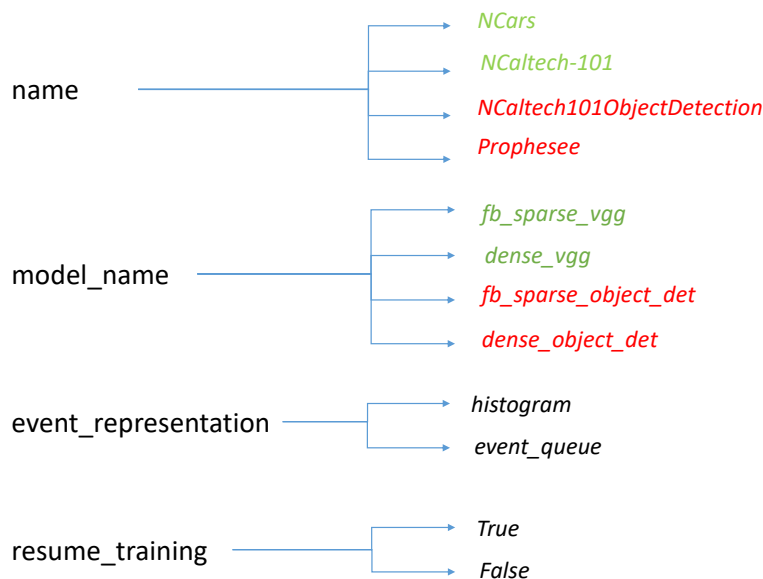 name
NCars
NCaltech-101
NCaltech101ObjectDetection
Prophesee
model_name
fb_sparse_vgg
dense_vgg
fb_sparse_object_det
dense_object_det
event_representation
histogram
event_queue
resume_training
True
False